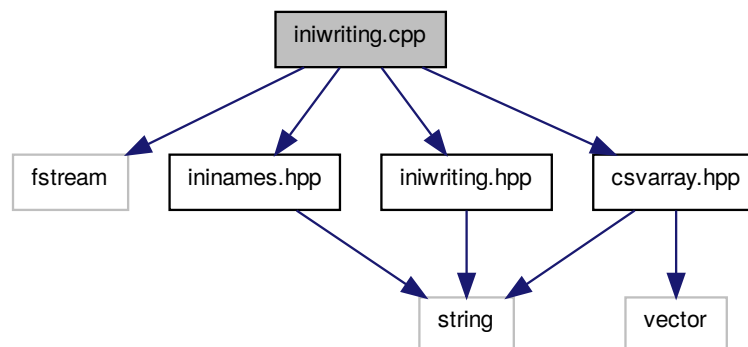 iniwriting.cpp
fstream
ininames.hpp
iniwriting.hpp
csvarray.hpp
string
vector